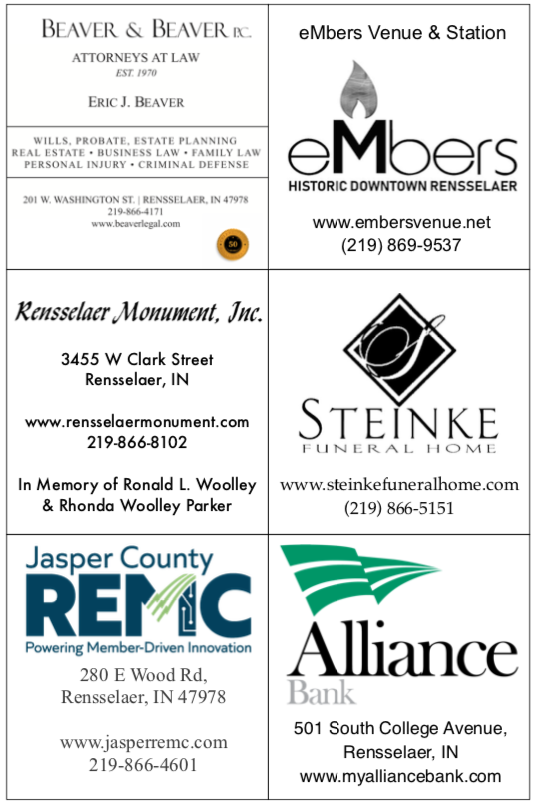 BEAVER & BEAVER P.C.
ATTORNEYS AT LAW
EST. 1970
ERIC J. BEAVER
WILLS, PROBATE, ESTATE PLANNING
REAL ESTATE • BUSINESS LAW • FAMILY LAW
PERSONAL INJURY • CRIMINAL DEFENSE
201 W. WASHINGTON ST. | RENSSELAER, IN 47978
219-866-4171
www.beaverlegal.com
50
eMbers Venue & Station
eMbers
HISTORIC DOWNTOWN RENSSELAER
www.embersvenue.net
(219) 869-9537
Rensselaer Monument, Inc.
3455 W Clark Street
Rensselaer, IN
www.rensselaermonument.com
219-866-8102
In Memory of Ronald L. Woolley
& Rhonda Woolley Parker
S
STEINKE
FUNERAL HOME
www.steinkefuneralhome.com
(219) 866-5151
Jasper County
REMC
Powering Member-Driven Innovation
280 E Wood Rd,
Rensselaer, IN 47978
www.jasperremc.com
219-866-4601
Alliance
Bank
501 South College Avenue,
Rensselaer, IN
www.myalliancebank.com